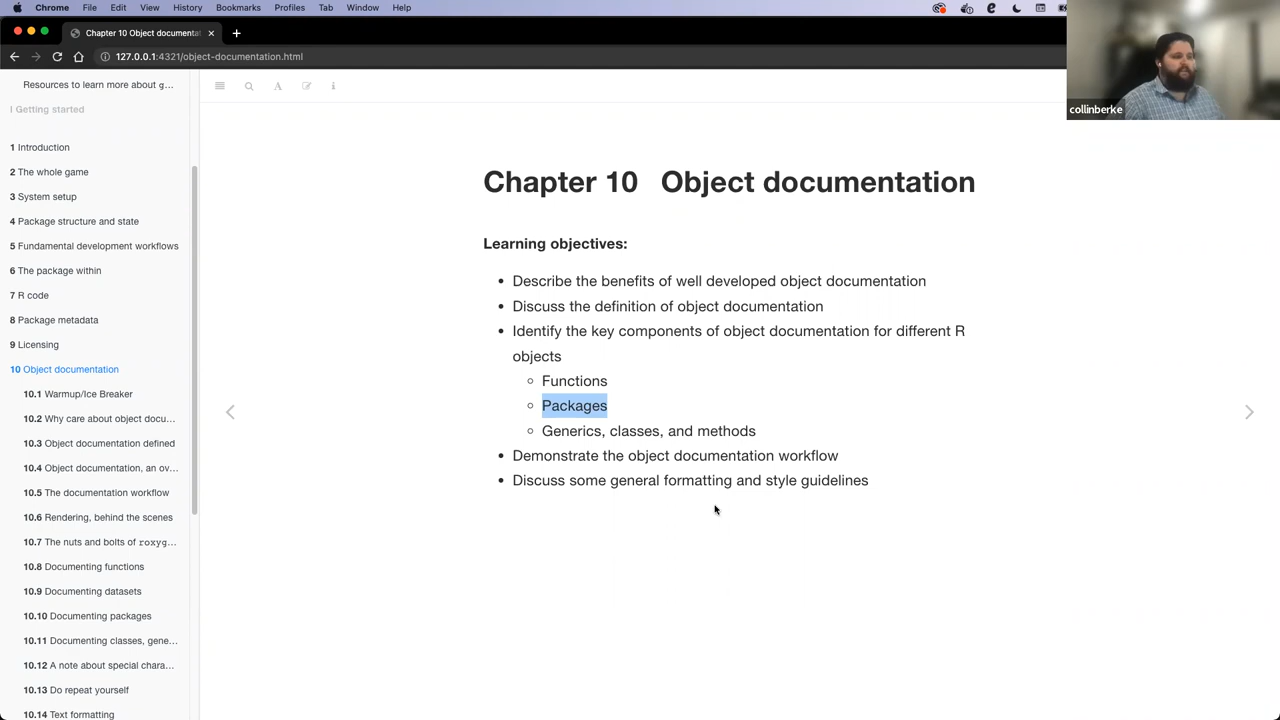 Chrome File Edit View History Bookmarks Profiles Tab Window Help
Chapter 10 Object documenta
127.0.0.1:4321/object-documentation.html
collinberke
Resources to learn more about g...
I Getting started
1 Introduction
2 The whole game
3 System setup
4 Package structure and state
5 Fundamental development workflows
6 The package within
7 R code
8 Package metadata
9 Licensing
10 Object documentation
10.1 Warmup/Ice Breaker
10.2 Why care about object docu...
10.3 Object documentation defined
10.4 Object documentation, an ov...
10.5 The documentation workflow
10.6 Rendering, behind the scenes
10.7 The nuts and bolts of roxyg...
10.8 Documenting functions
10.9 Documenting datasets
10.10 Documenting packages
10.11 Documenting classes, gene...
10.12 A note about special chara...
10.13 Do repeat yourself
10.14 Text formatting
Chapter 10 Object documentation
Learning objectives:
• Describe the benefits of well developed object documentation
• Discuss the definition of object documentation
• Identify the key components of object documentation for different R
objects
Functions
Packages
Generics, classes, and methods
• Demonstrate the object documentation workflow
• Discuss some general formatting and style guidelines